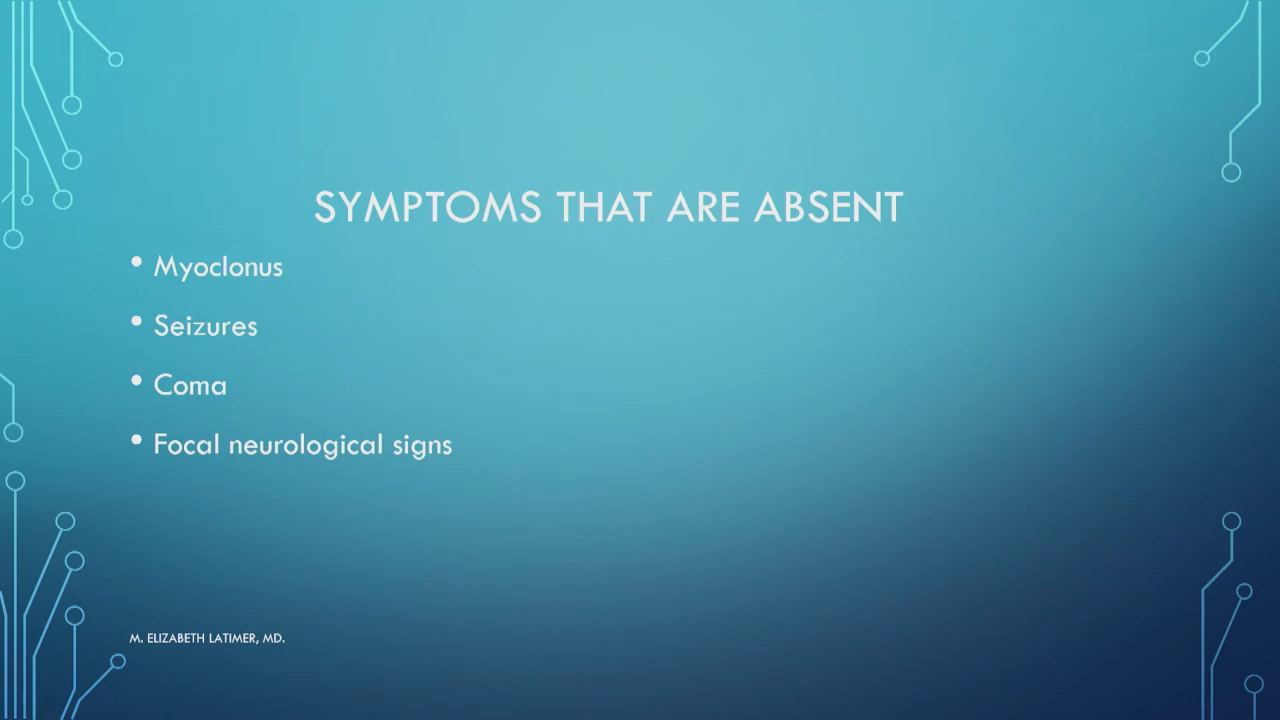 SYMPTOMS THAT ARE ABSENT
• Myoclonus
• Seizures
• Coma
• Focal neurological signs
M. ELIZABETH LATIMER, MD.